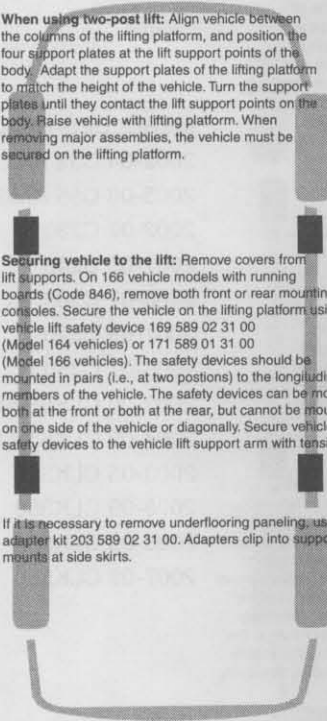 When using two-post lift: Align vehicle between
the columns of the lifting platform, and position the
four support plates at the lift support points of the
body. Adapt the support plates of the lifting platform
to match the height of the vehicle. Turn the support
plates until they contact the lift support points on the
body. Raise vehicle with lifting platform. When
removing major assemblies, the vehicle must be
secured on the lifting platform.
Securing vehicle to the lift: Remove covers from
lift supports. On 166 vehicle models with running
boards (Code 846), remove both front or rear mountin
consoles. Secure the vehicle on the lifting platform usi
vehicle lift safety device 169 589 02 31 00
(Model 164 vehicles) or 171 589 01 31 00
(Model 166 vehicles). The safety devices should be
mounted in pairs (i.e., at two postions) to the longitudi
members of the vehicle. The safety devices can be mo
both at the front or both at the rear, but cannot be mou
on one side of the vehicle or diagonally. Secure vehicle
safety devices to the vehicle lift support arm with tens
If it is necessary to remove underflooring paneling, us
adapter kit 203 589 02 31 00. Adapters clip into suppo
mounts at side skirts.